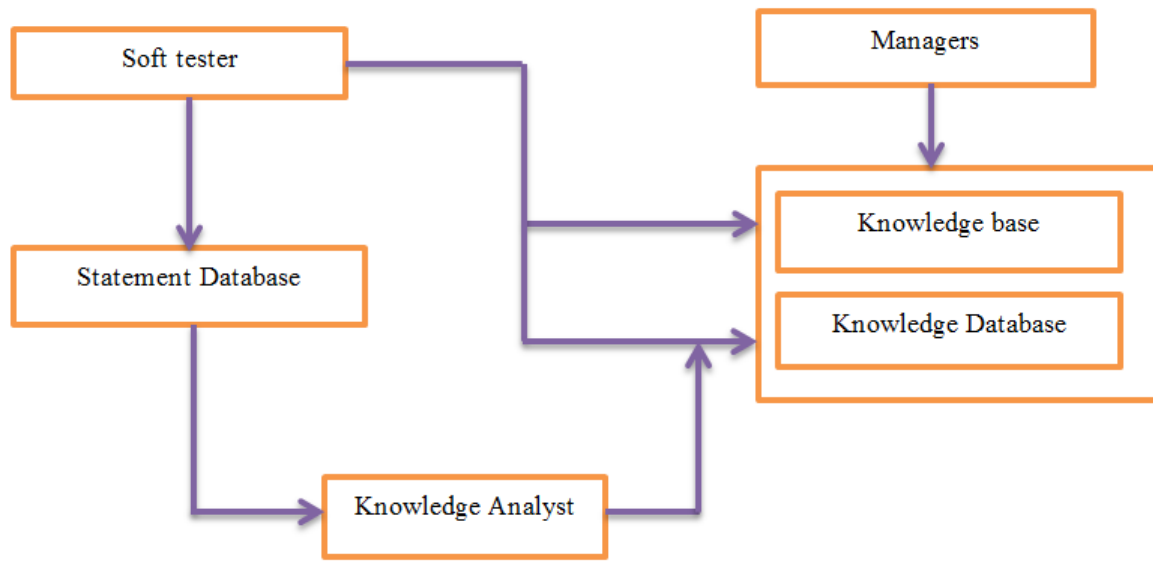 Soft tester
Managers
Knowledge base
Statement Database
Knowledge Database
Knowledge Analyst